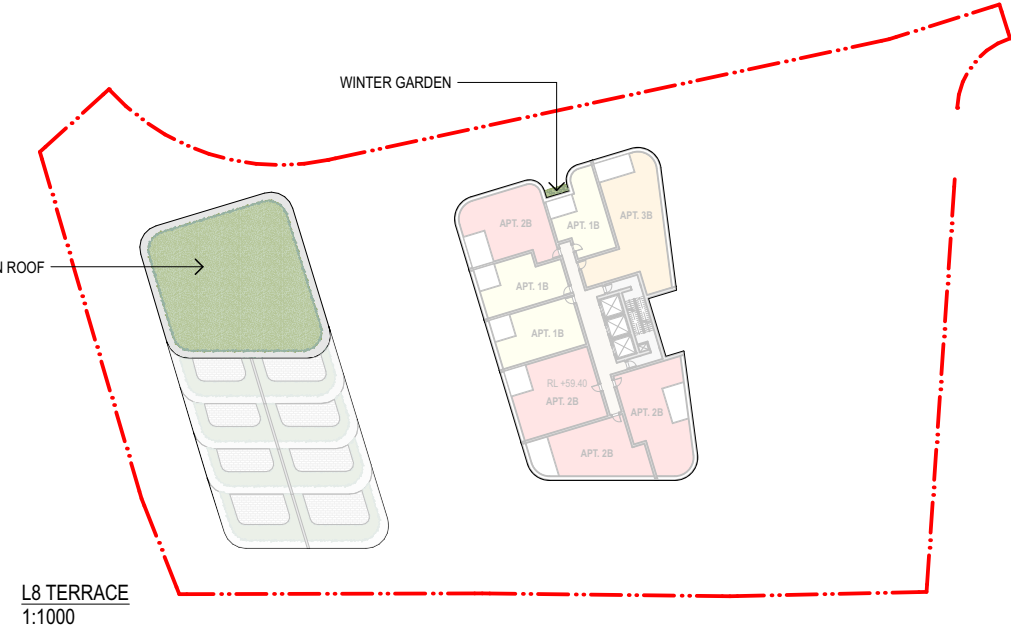 WINTER GARDEN
APT. 2B
APT. 1B
APT. 3B
N ROOF
APT. 1B
APT. 1B
RL +59.40
APT. 2B
APT. 2B
APT. 2B
L8 TERRACE
1:1000